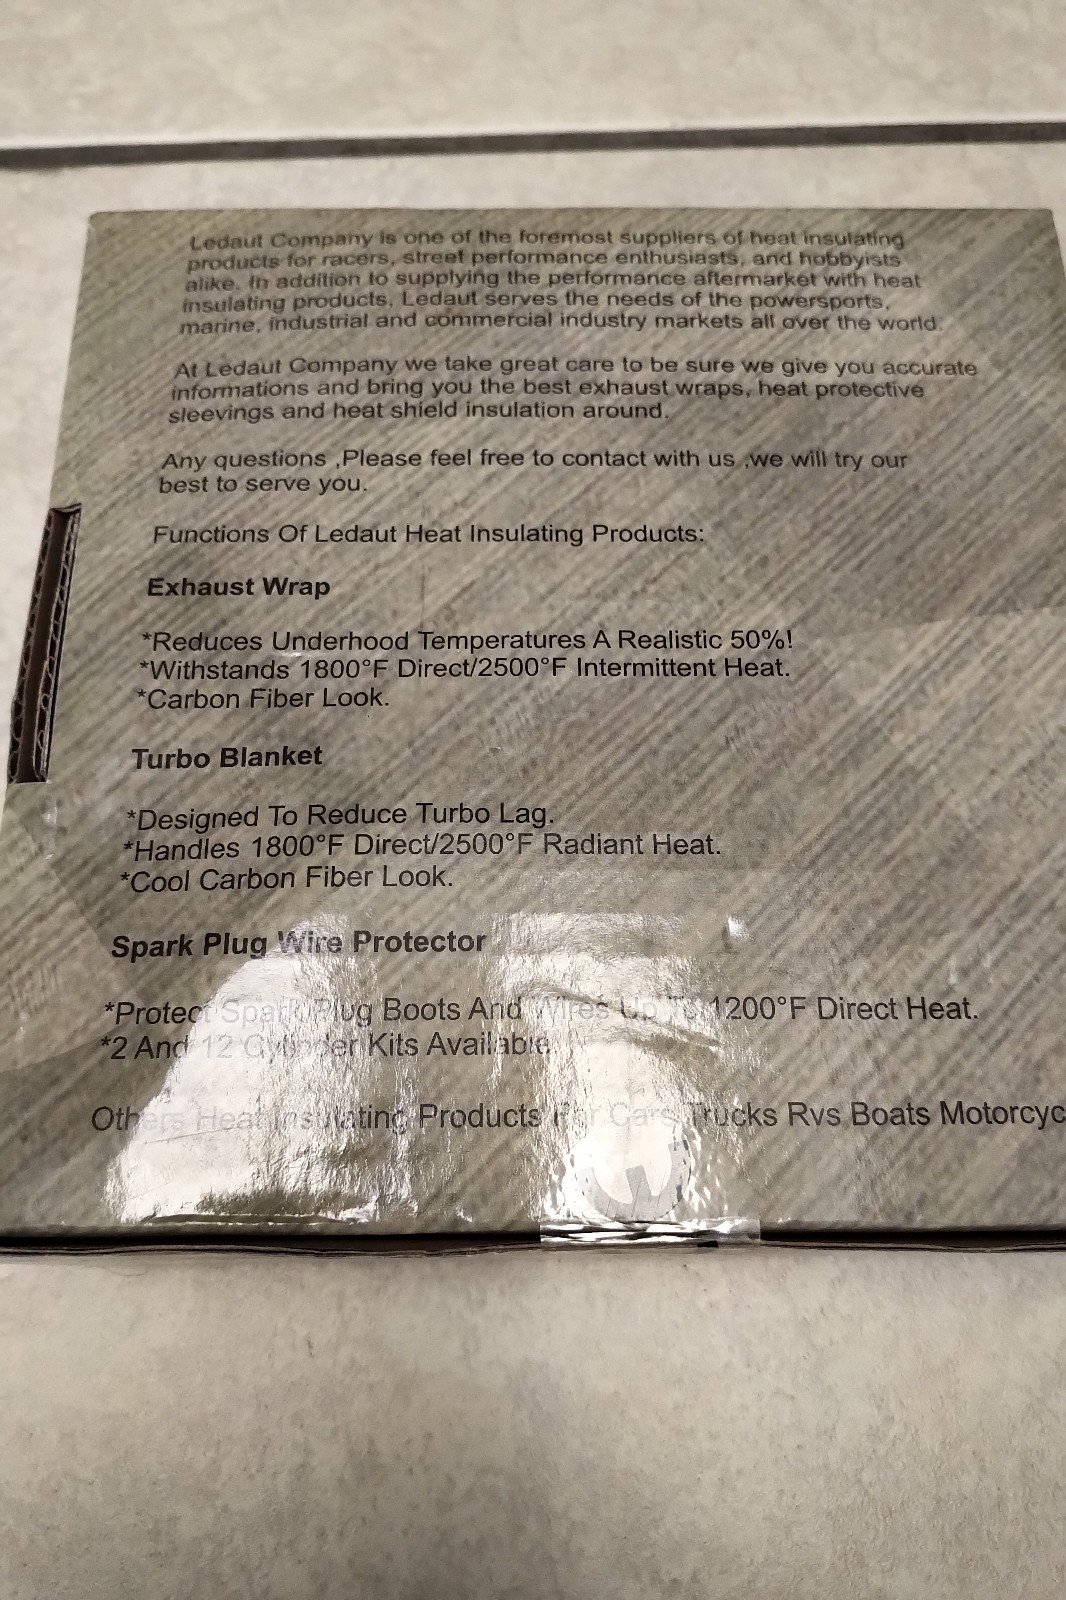 Ledaut Company is one of the foremost suppliers of heat insulating
products for racers, street performance enthusiasts, and hobbyists
alike. In addition to supplying the performance aftermarket with heat
insulating products, Ledaut serves the needs of the powersports,
marine, industrial and commercial industry markets all over the world.
At Ledaut Company we take great care to be sure we give you accurate
informations and bring you the best exhaust wraps, heat protective
sleevings and heat shield insulation around.
Any questions ,Please feel free to contact with us ,we will try our
best to serve you.
Functions Of Ledaut Heat Insulating Products:
Exhaust Wrap
*Reduces Underhood Temperatures A Realistic 50%!
*Withstands 1800°F Direct/2500°F Intermittent Heat.
*Carbon Fiber Look.
Turbo Blanket
*Designed To Reduce Turbo Lag.
*Handles 1800°F Direct/2500°F Radiant Heat.
*Cool Carbon Fiber Look.
Spark Plug Wire Protector
*Protect Spark Plug Boots And Wires Up To 1200°F Direct Heat.
*2 And 12 Cylinder Kits Available.
Others Heat Insulating Products For Cars Trucks Rvs Boats Motorcyc